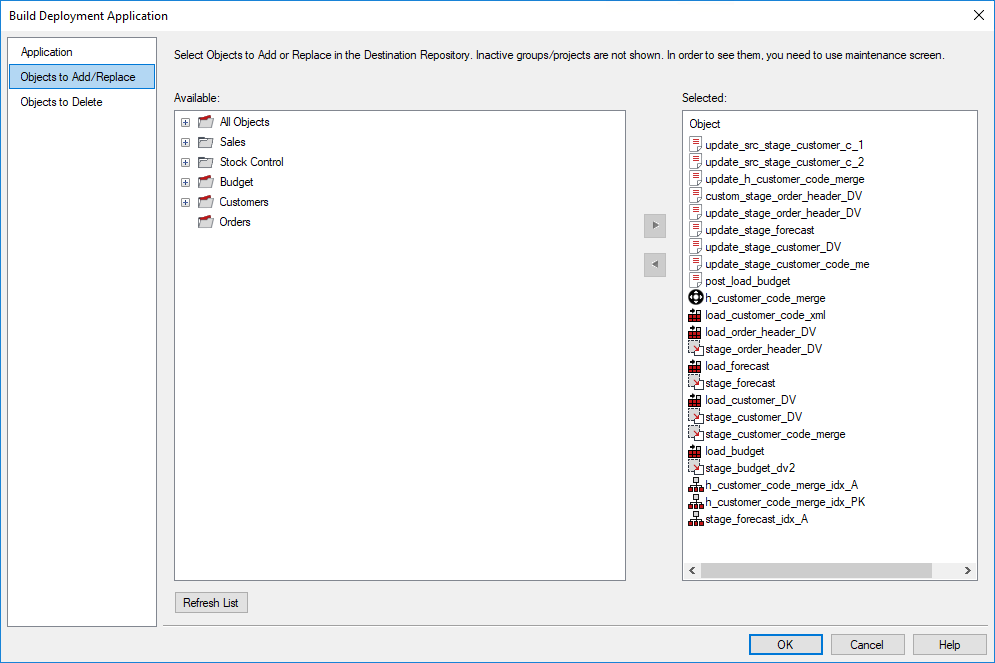 Build Deployment Application
Application
Objects to Add/Replace
Objects to Delete
Select Objects to Add or Replace in the Destination Repository. Inactive groups/projects are not shown. In order to see them, you need to use maintenance screen.
Available:
All Objects
Sales
Stock Control
Budget
Customers
Orders
Refresh List
Selected:
Object
update_src_stage_customer_c_1
update_src_stage_customer_c_2
update_h_customer_code_merge
custom_stage_order_header_DV
update_stage_order_header_DV
update_stage_forecast
update_stage_customer_DV
update_stage_customer_code_me
post_load_budget
h_customer_code_merge
load_customer_code_xml
load_order_header_DV
stage_order_header_DV
load_forecast
stage_forecast
load_customer_DV
stage_customer_DV
stage_customer_code_merge
load_budget
stage_budget_dv2
h_customer_code_merge_idx_A
h_customer_code_merge_idx_PK
stage_forecast_idx_A
OK
Cancel
Help